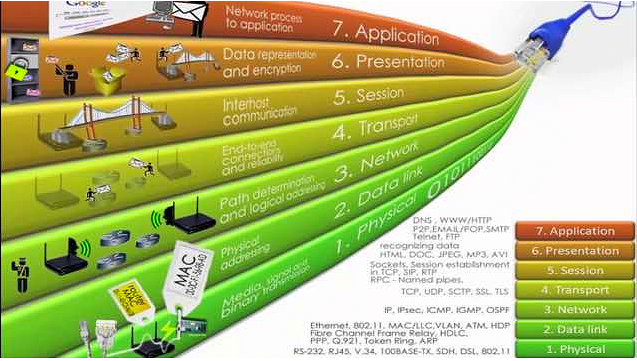 Google
Network process
to application
7. Application
Data representation
and encryption
6. Presentation
Interhost
communication
5. Session
End-to-end
connections
and reliability
4. Transport
Path determination
and logical addressing
3. Network
Physical
addressing
2. Data link
Media, signal and
binary transmission
1. Physical
MAC
DNS , WWW/HTTP
P2P,EMAIL/POP,SMTP
Telnet, FTP
7. Application
recognizing data
HTML, DOC, JPEG, MP3, AVI
6. Presentation
Sockets, Session establishment
in TCP, SIP, RTP
RPC - Named pipes,
5. Session
TCP, UDP, SCTP, SSL, TLS
4. Transport
IP, IPsec, ICMP, IGMP, OSPF
3. Network
Ethernet, 802.11, MAC/LLC,VLAN, ATM, HDP
Fibre Channel Frame Relay, HDLC,
PPP, Q.921, Token Ring, ARP
2. Data link
RS-232, RJ45, V.34, 100BASE-TX, SDH, DSL, 802.11
1. Physical